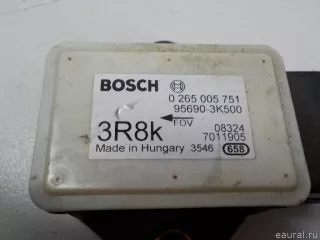 BOSCH
0 265 005 751
95690-3K500
FOV
3R8k
08324
7011905
Made in Hungary 3546 658
eaural.ru